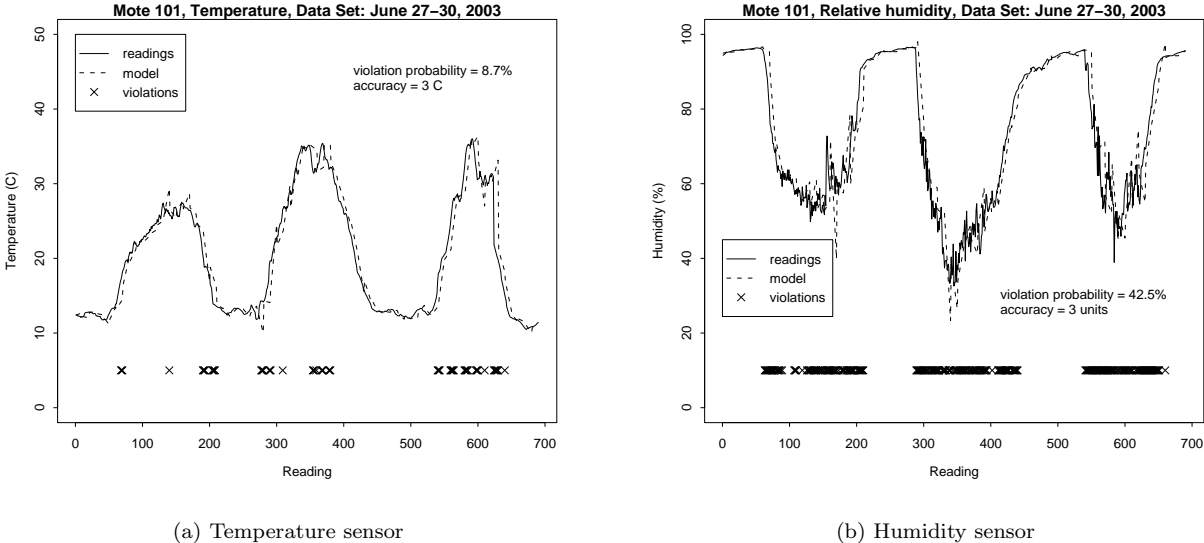 Mote 101, Temperature, Data Set: June 27−30, 2003
50
40
30
20
10
0
Temperature (C)
readings
model
violations
violation probability = 8.7%
accuracy = 3 C
0 100 200 300 400 500 600 700
Reading
(a) Temperature sensor
Mote 101, Relative humidity, Data Set: June 27−30, 2003
100
80
60
40
20
0
Humidity (%)
readings
model
violations
violation probability = 42.5%
accuracy = 3 units
0 100 200 300 400 500 600 700
Reading
(b) Humidity sensor